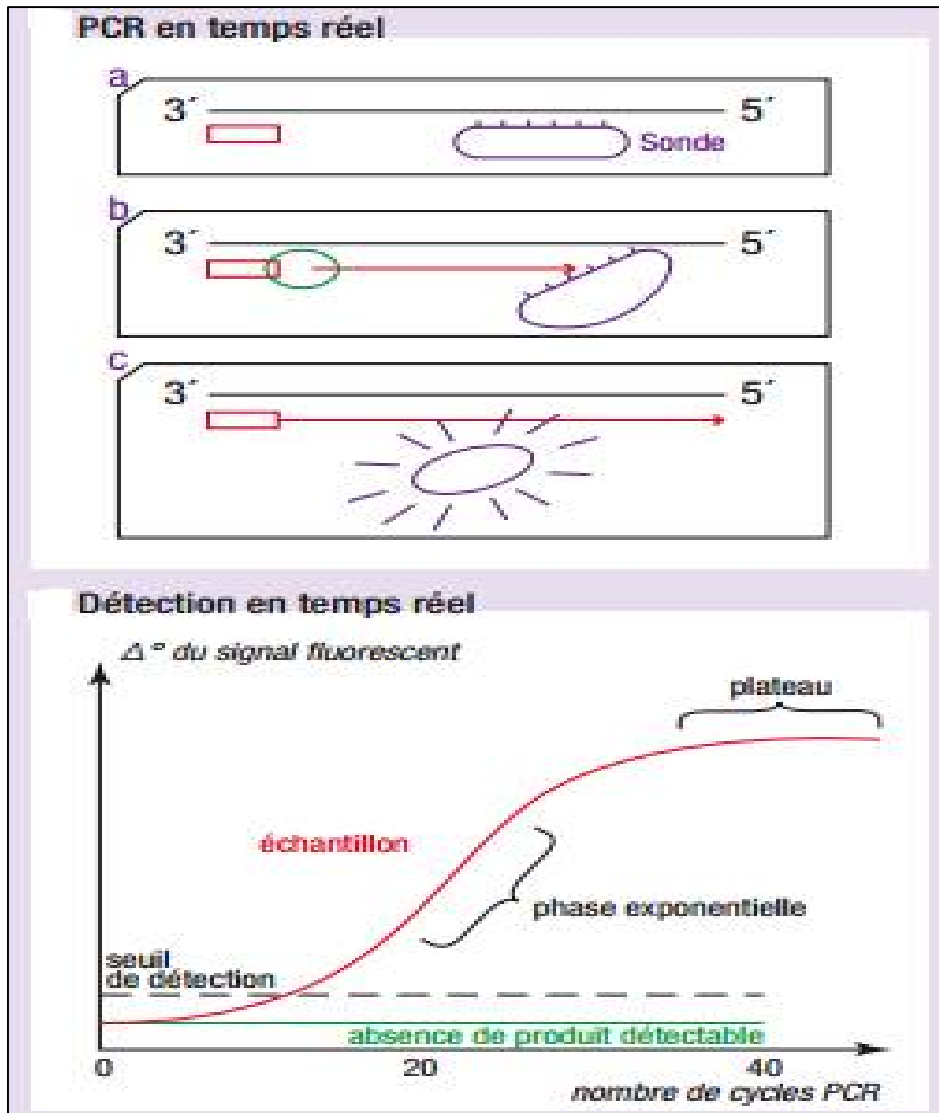 PCR en temps réel
a
3´ 5´
Sonde
b
3´ 5´
c
3´ 5´
Détection en temps réel
Δ° du signal fluorescent
plateau
échantillon
phase exponentielle
seuil
de détection
absence de produit détectable
0 20 40
nombre de cycles PCR